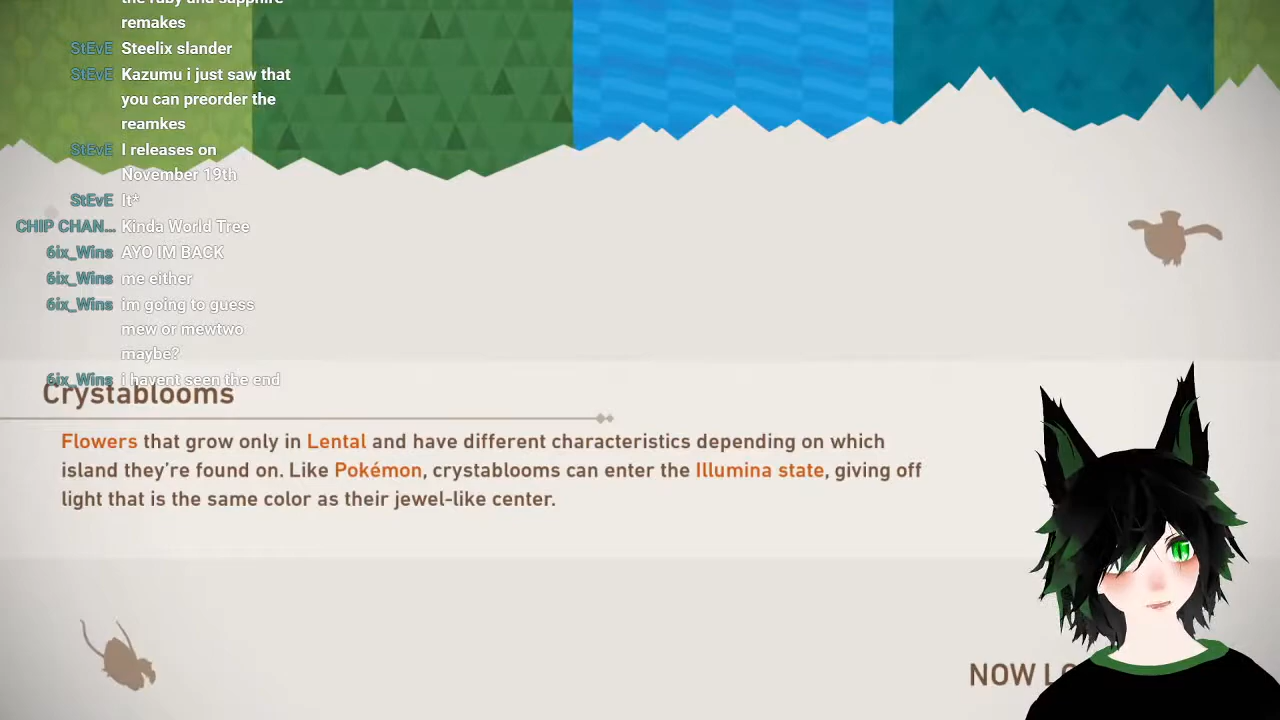 the ruby and sapphire
remakes
StEvE Steelix slander
StEvE Kazumu i just saw that
you can preorder the
reamkes
StEvE I releases on
November 19th
StEvE It*
CHIP CHAN... Kinda World Tree
6ix_Wins AYO IM BACK
6ix_Wins me either
6ix_Wins im going to guess
mew or mewtwo
maybe?
6ix_Wins i havent seen the end
Crystablooms
Flowers that grow only in Lental and have different characteristics depending on which
island they're found on. Like Pokémon, crystablooms can enter the Illumina state, giving off
light that is the same color as their jewel-like center.
NOW